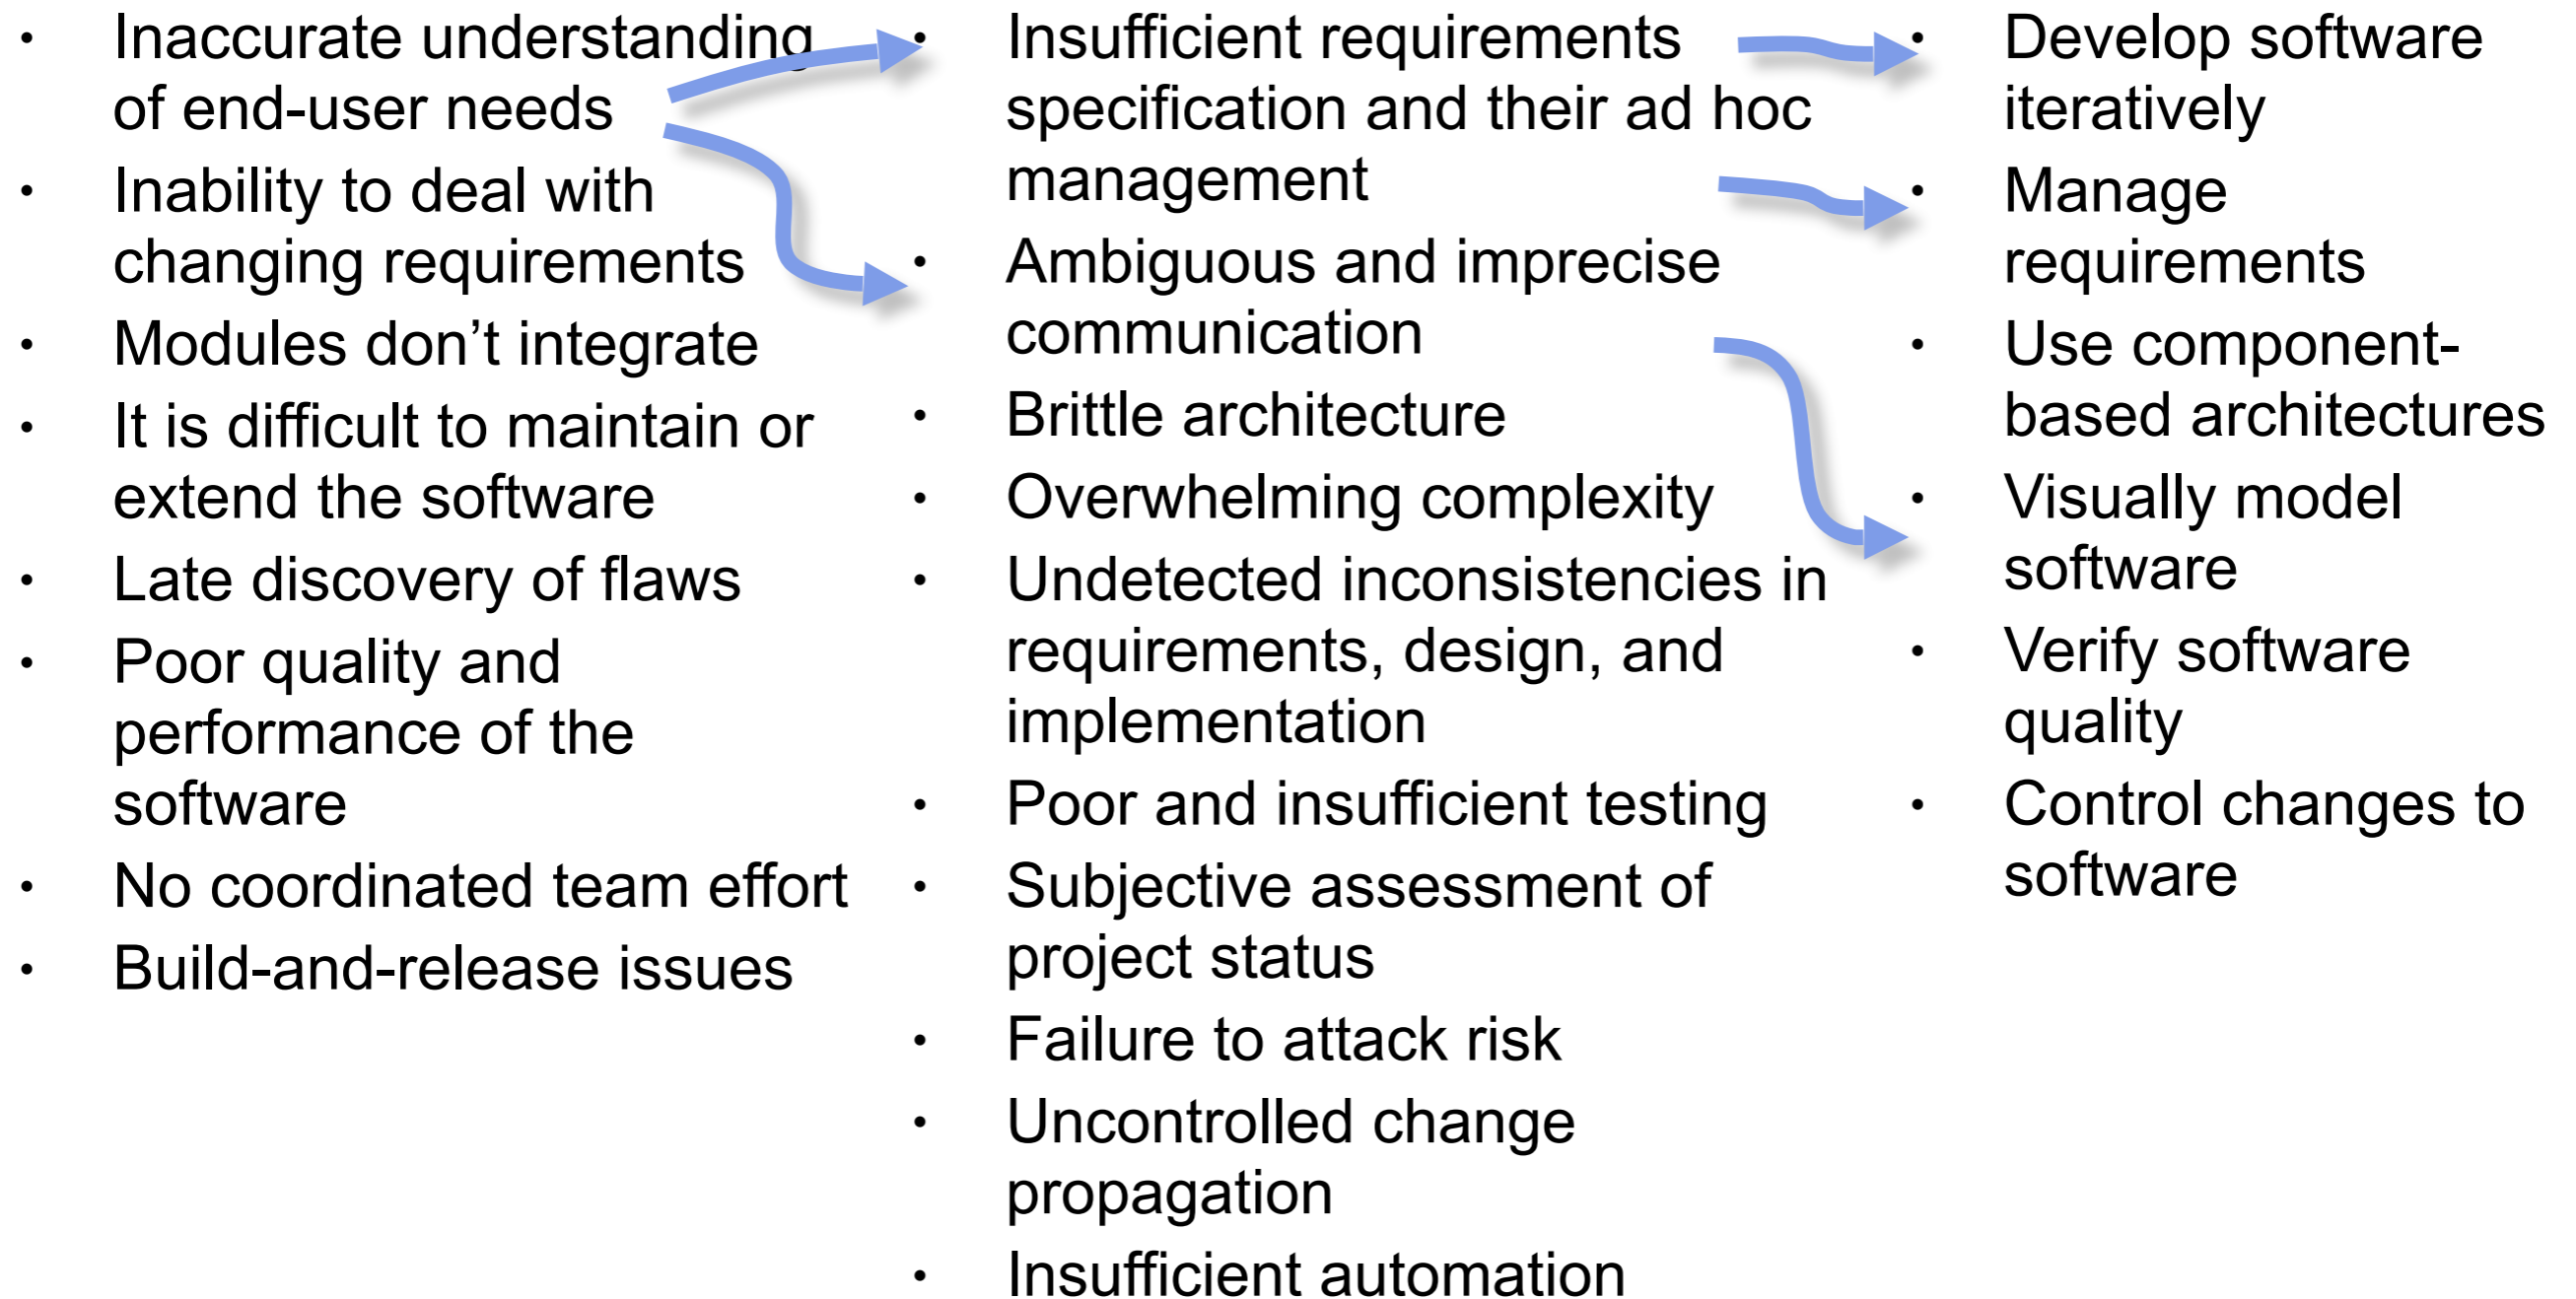 • Inaccurate understanding
of end-user needs
• Inability to deal with
changing requirements
• Modules don’t integrate
• It is difficult to maintain or
extend the software
• Late discovery of flaws
• Poor quality and
performance of the
software
• No coordinated team effort
• Build-and-release issues
• Insufficient requirements
specification and their ad hoc
management
• Ambiguous and imprecise
communication
• Brittle architecture
• Overwhelming complexity
• Undetected inconsistencies in
requirements, design, and
implementation
• Poor and insufficient testing
• Subjective assessment of
project status
• Failure to attack risk
• Uncontrolled change
propagation
• Insufficient automation
• Develop software
iteratively
• Manage
requirements
• Use component-
based architectures
• Visually model
software
• Verify software
quality
• Control changes to
software